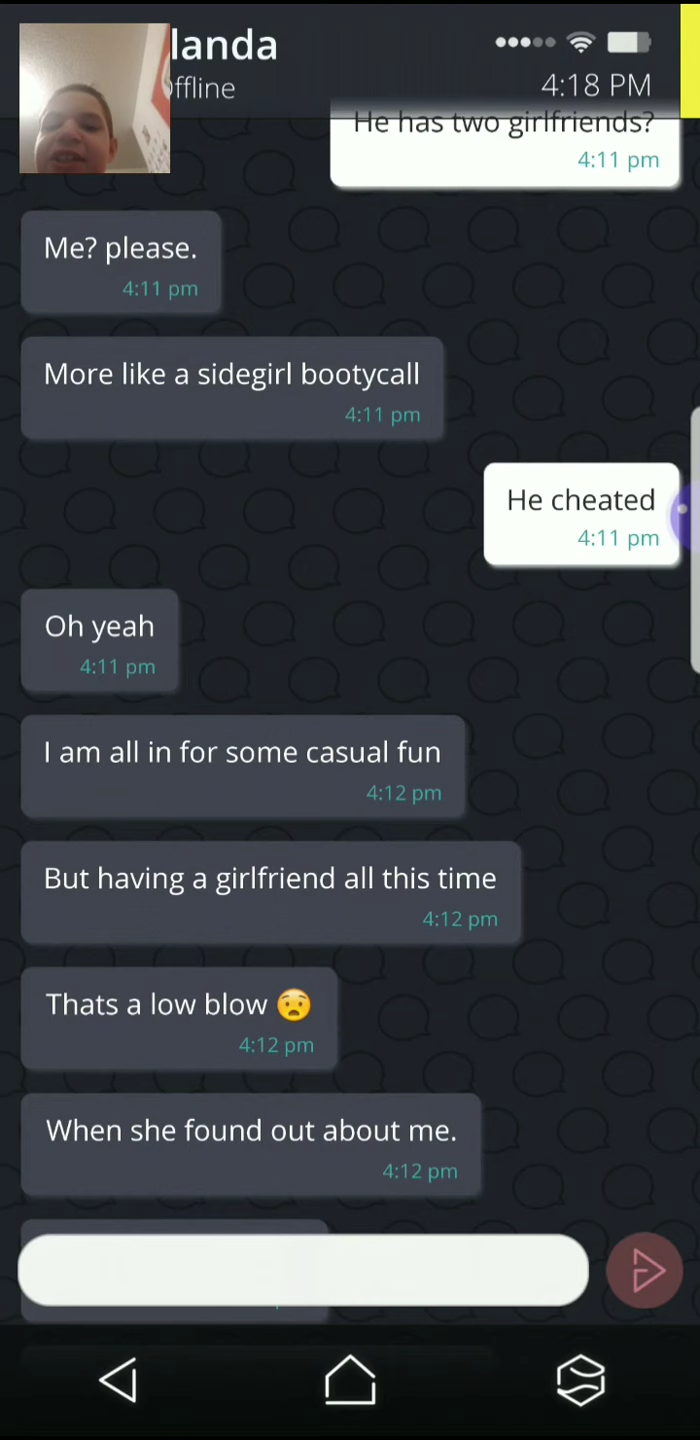 landa
ffline
4:18 PM
He has two girlfriends?
4:11 pm
Me? please.
4:11 pm
More like a sidegirl bootycall
4:11 pm
He cheated
4:11 pm
Oh yeah
4:11 pm
I am all in for some casual fun
4:12 pm
But having a girlfriend all this time
4:12 pm
Thats a low blow 😧
4:12 pm
When she found out about me.
4:12 pm